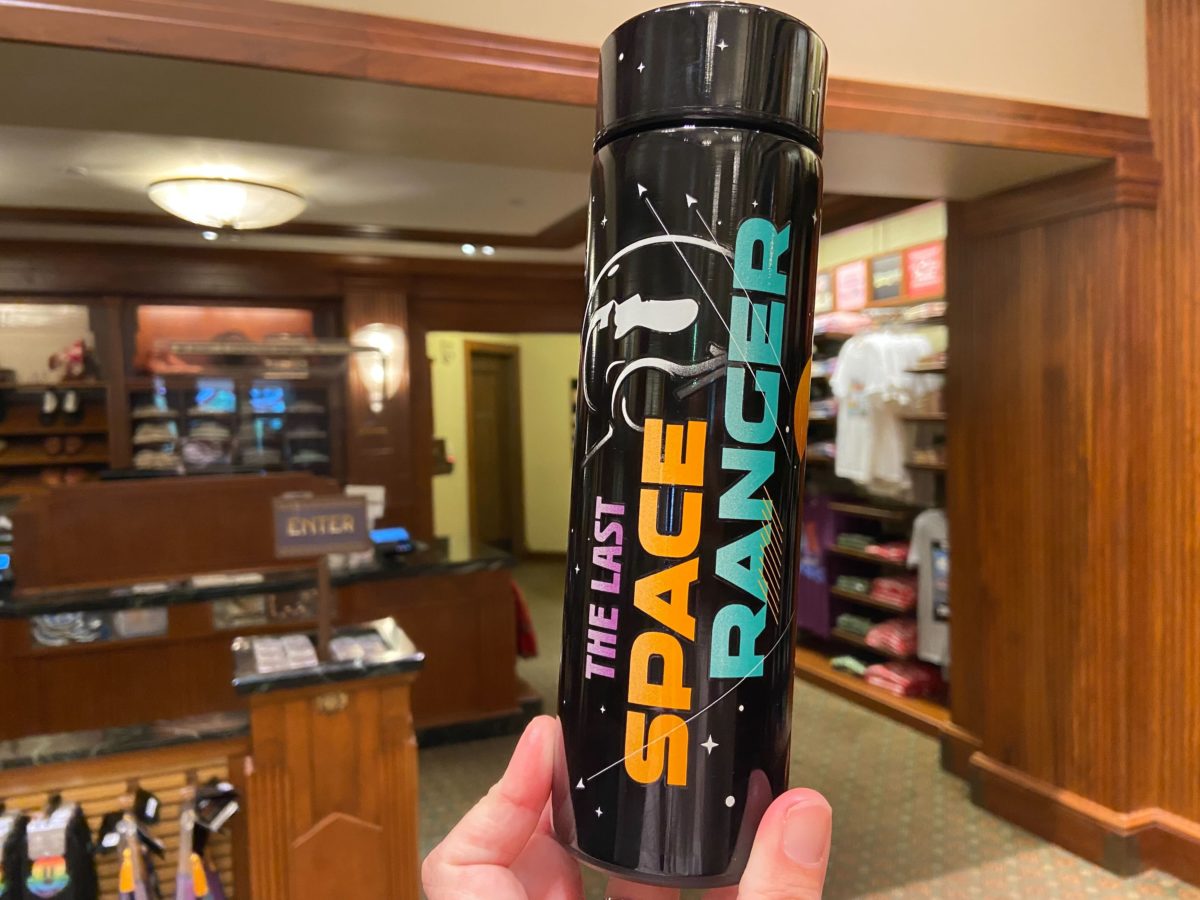 THE LAST
SPACE
RANGER
ENTER